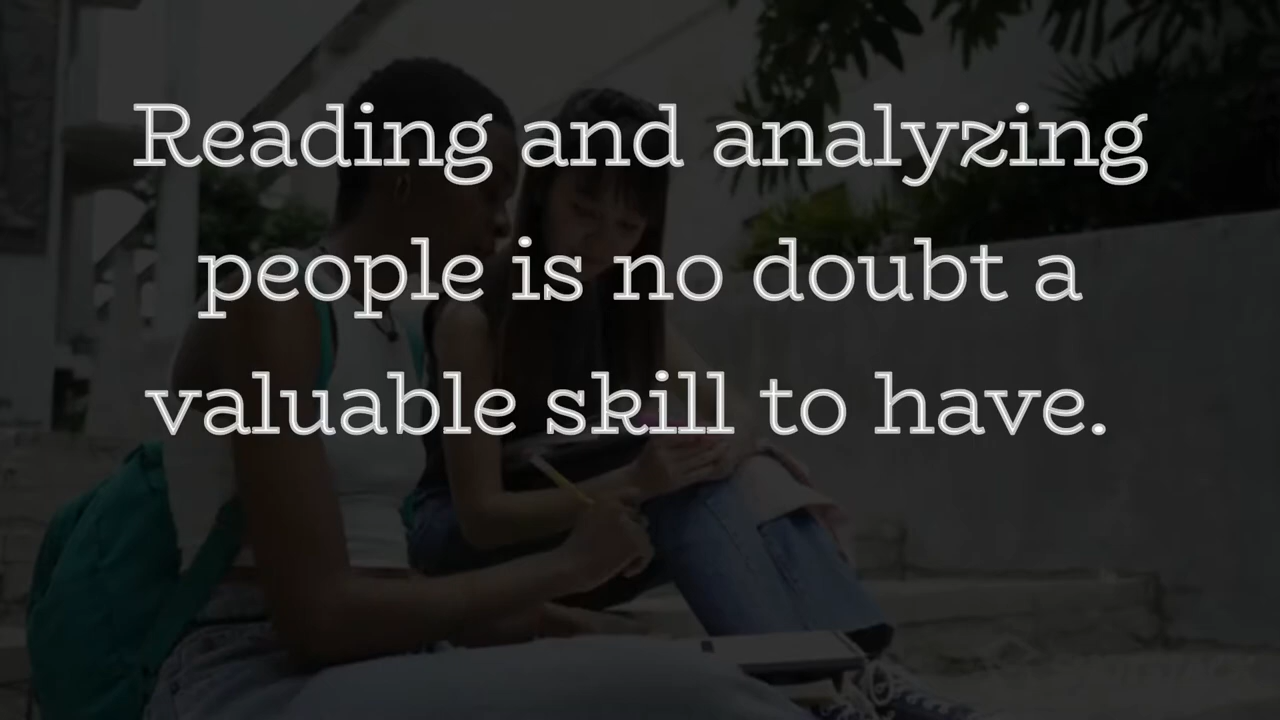 Reading and analyzing
people is no doubt a
valuable skill to have.